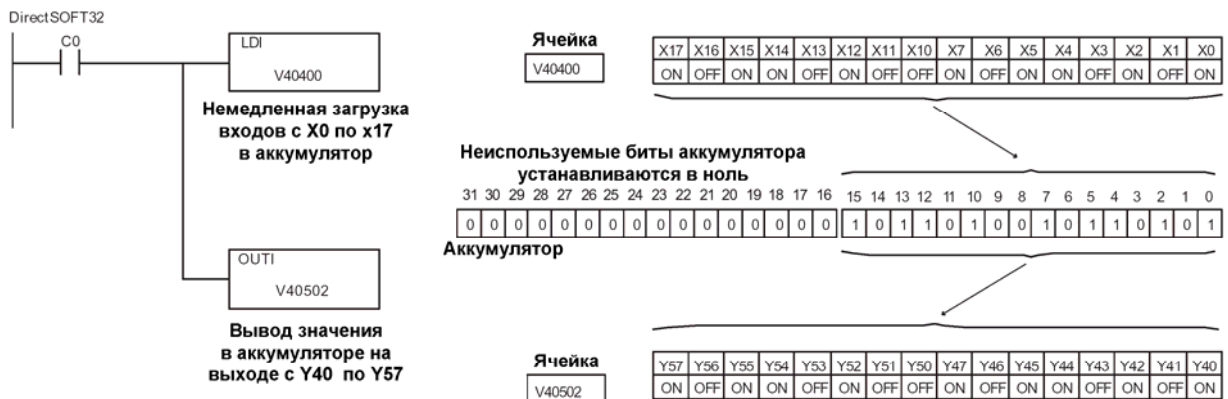 DirectSOFT32
C0
LDI
V40400
Немедленная загрузка
входов с X0 по x17
в аккумулятор
OUTI
V40502
Вывод значения
в аккумуляторе на
выходе с Y40 по Y57
Ячейка
V40400
X17 X16 X15 X14 X13 X12 X11 X10 X7 X6 X5 X4 X3 X2 X1 X0
ON OFF ON ON OFF ON OFF OFF ON OFF ON ON OFF ON OFF ON
Неиспользуемые биты аккумулятора
устанавливаются в ноль
31 30 29 28 27 26 25 24 23 22 21 20 19 18 17 16 15 14 13 12 11 10 9 8 7 6 5 4 3 2 1 0
0 0 0 0 0 0 0 0 0 0 0 0 0 0 0 0 1 0 1 1 0 1 0 0 1 0 1 1 0 1 0 1
Аккумулятор
Ячейка
V40502
Y57 Y56 Y55 Y54 Y53 Y52 Y51 Y50 Y47 Y46 Y45 Y44 Y43 Y42 Y41 Y40
ON OFF ON ON OFF ON OFF OFF ON OFF ON ON OFF ON OFF ON